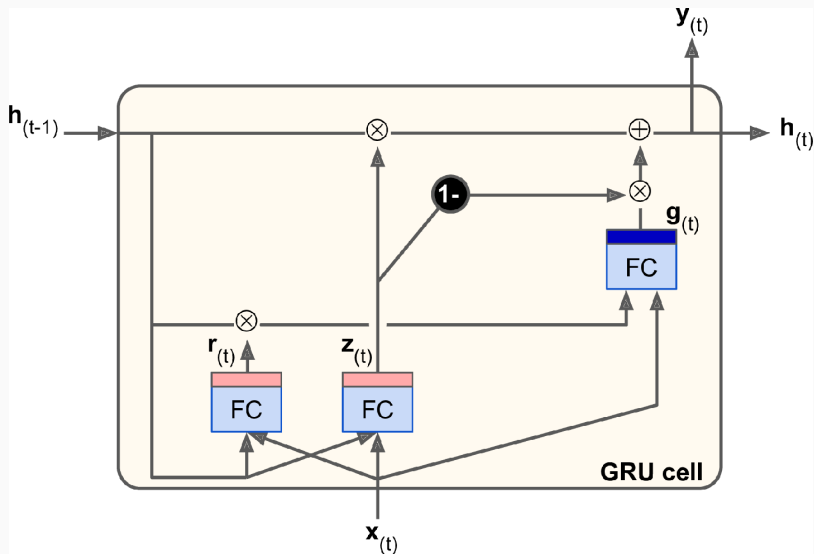 y(t)
h(t-1)
h(t)
1-
g(t)
FC
r(t)
z(t)
FC
FC
GRU cell
x(t)